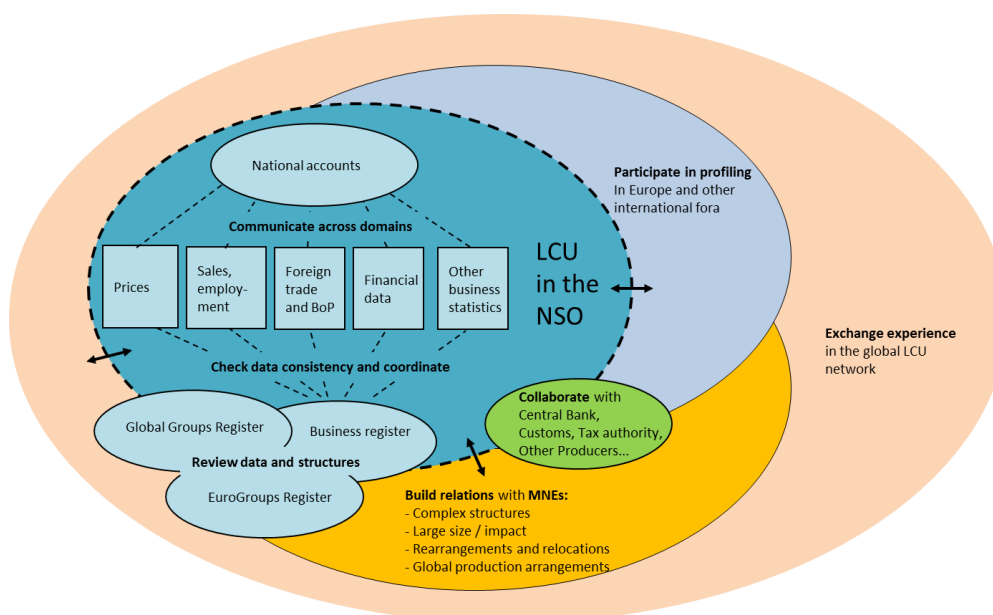 National accounts
Communicate across domains
Prices
Sales,
employ-
ment
Foreign
trade
and BoP
Financial
data
Other
business
statistics
LCU
in the
NSO
Participate in profiling
In Europe and other
international fora
Exchange experience
in the global LCU
network
Check data consistency and coordinate
Global Groups Register
Business register
Review data and structures
EuroGroups Register
Collaborate with
Central Bank,
Customs, Tax authority,
Other Producers...
Build relations with MNEs:
- Complex structures
- Large size / impact
- Rearrangements and relocations
- Global production arrangements